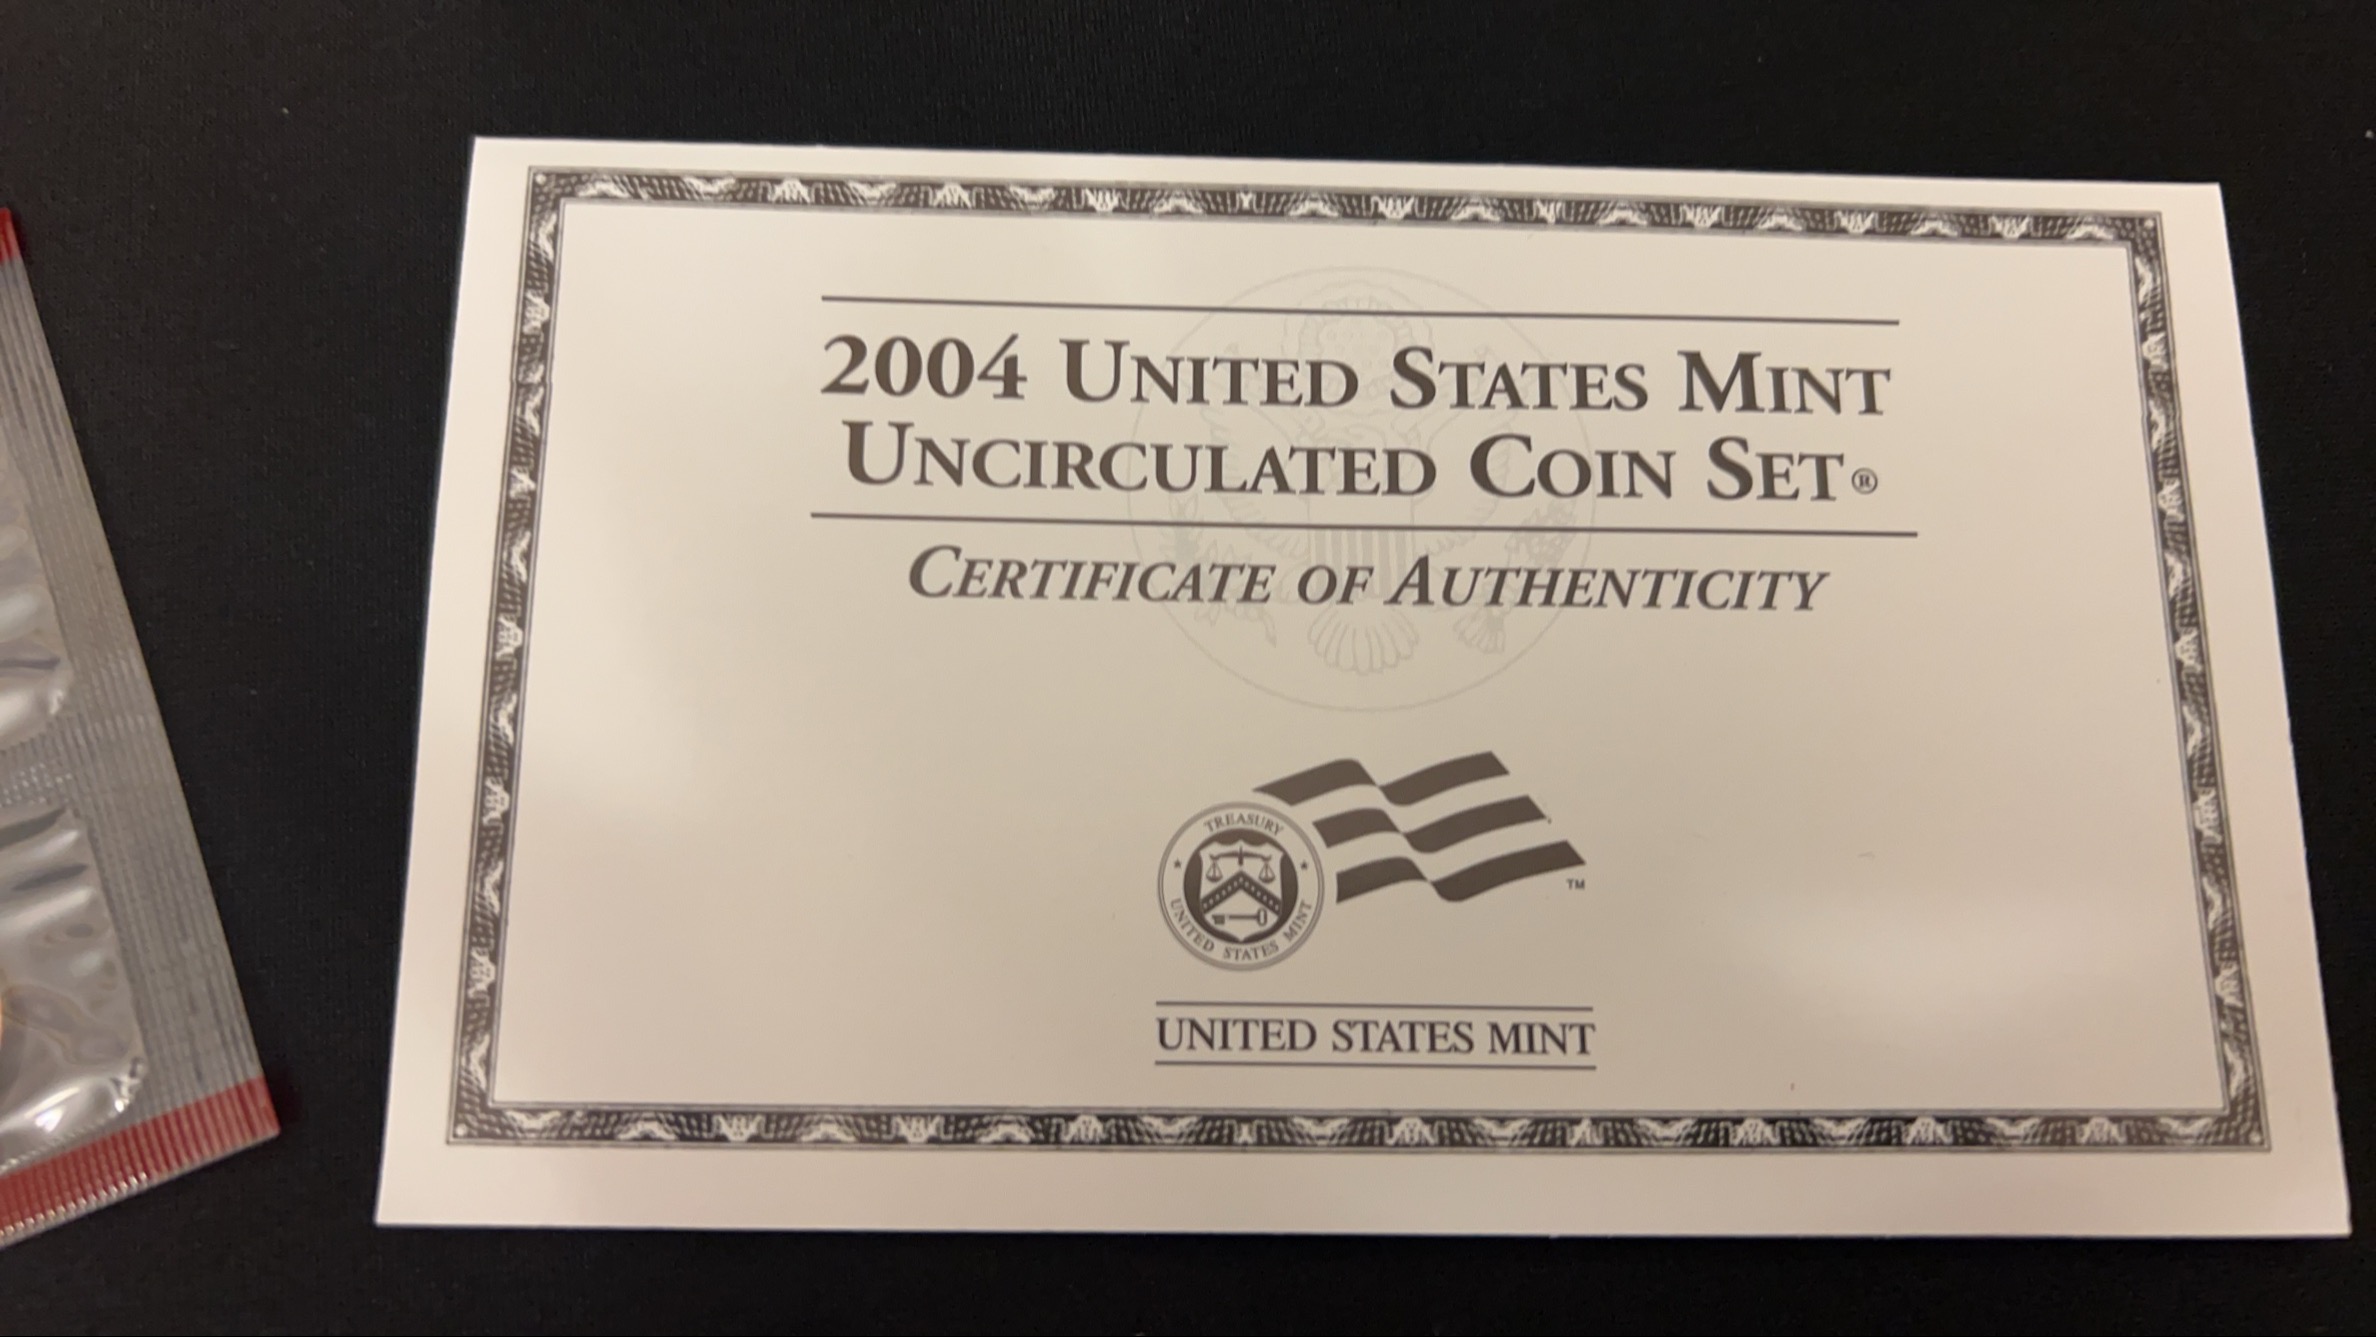 2004 UNITED STATES MINT
UNCIRCULATED COIN SET®
CERTIFICATE OF AUTHENTICITY
TREASURY
UNITED STATES MINT
TM
UNITED STATES MINT